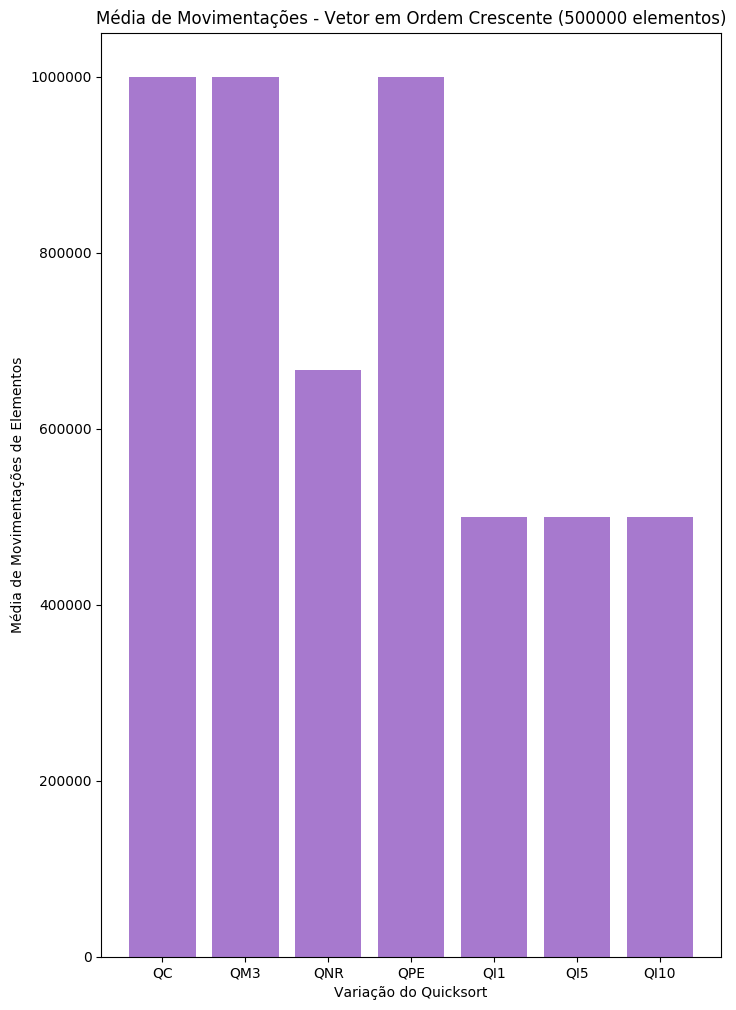 Média de Movimentações - Vetor em Ordem Crescente (500000 elementos)
1000000
800000
600000
400000
200000
0
Média de Movimentações de Elementos
QC QM3 QNR QPE QI1 QI5 QI10
Variação do Quicksort